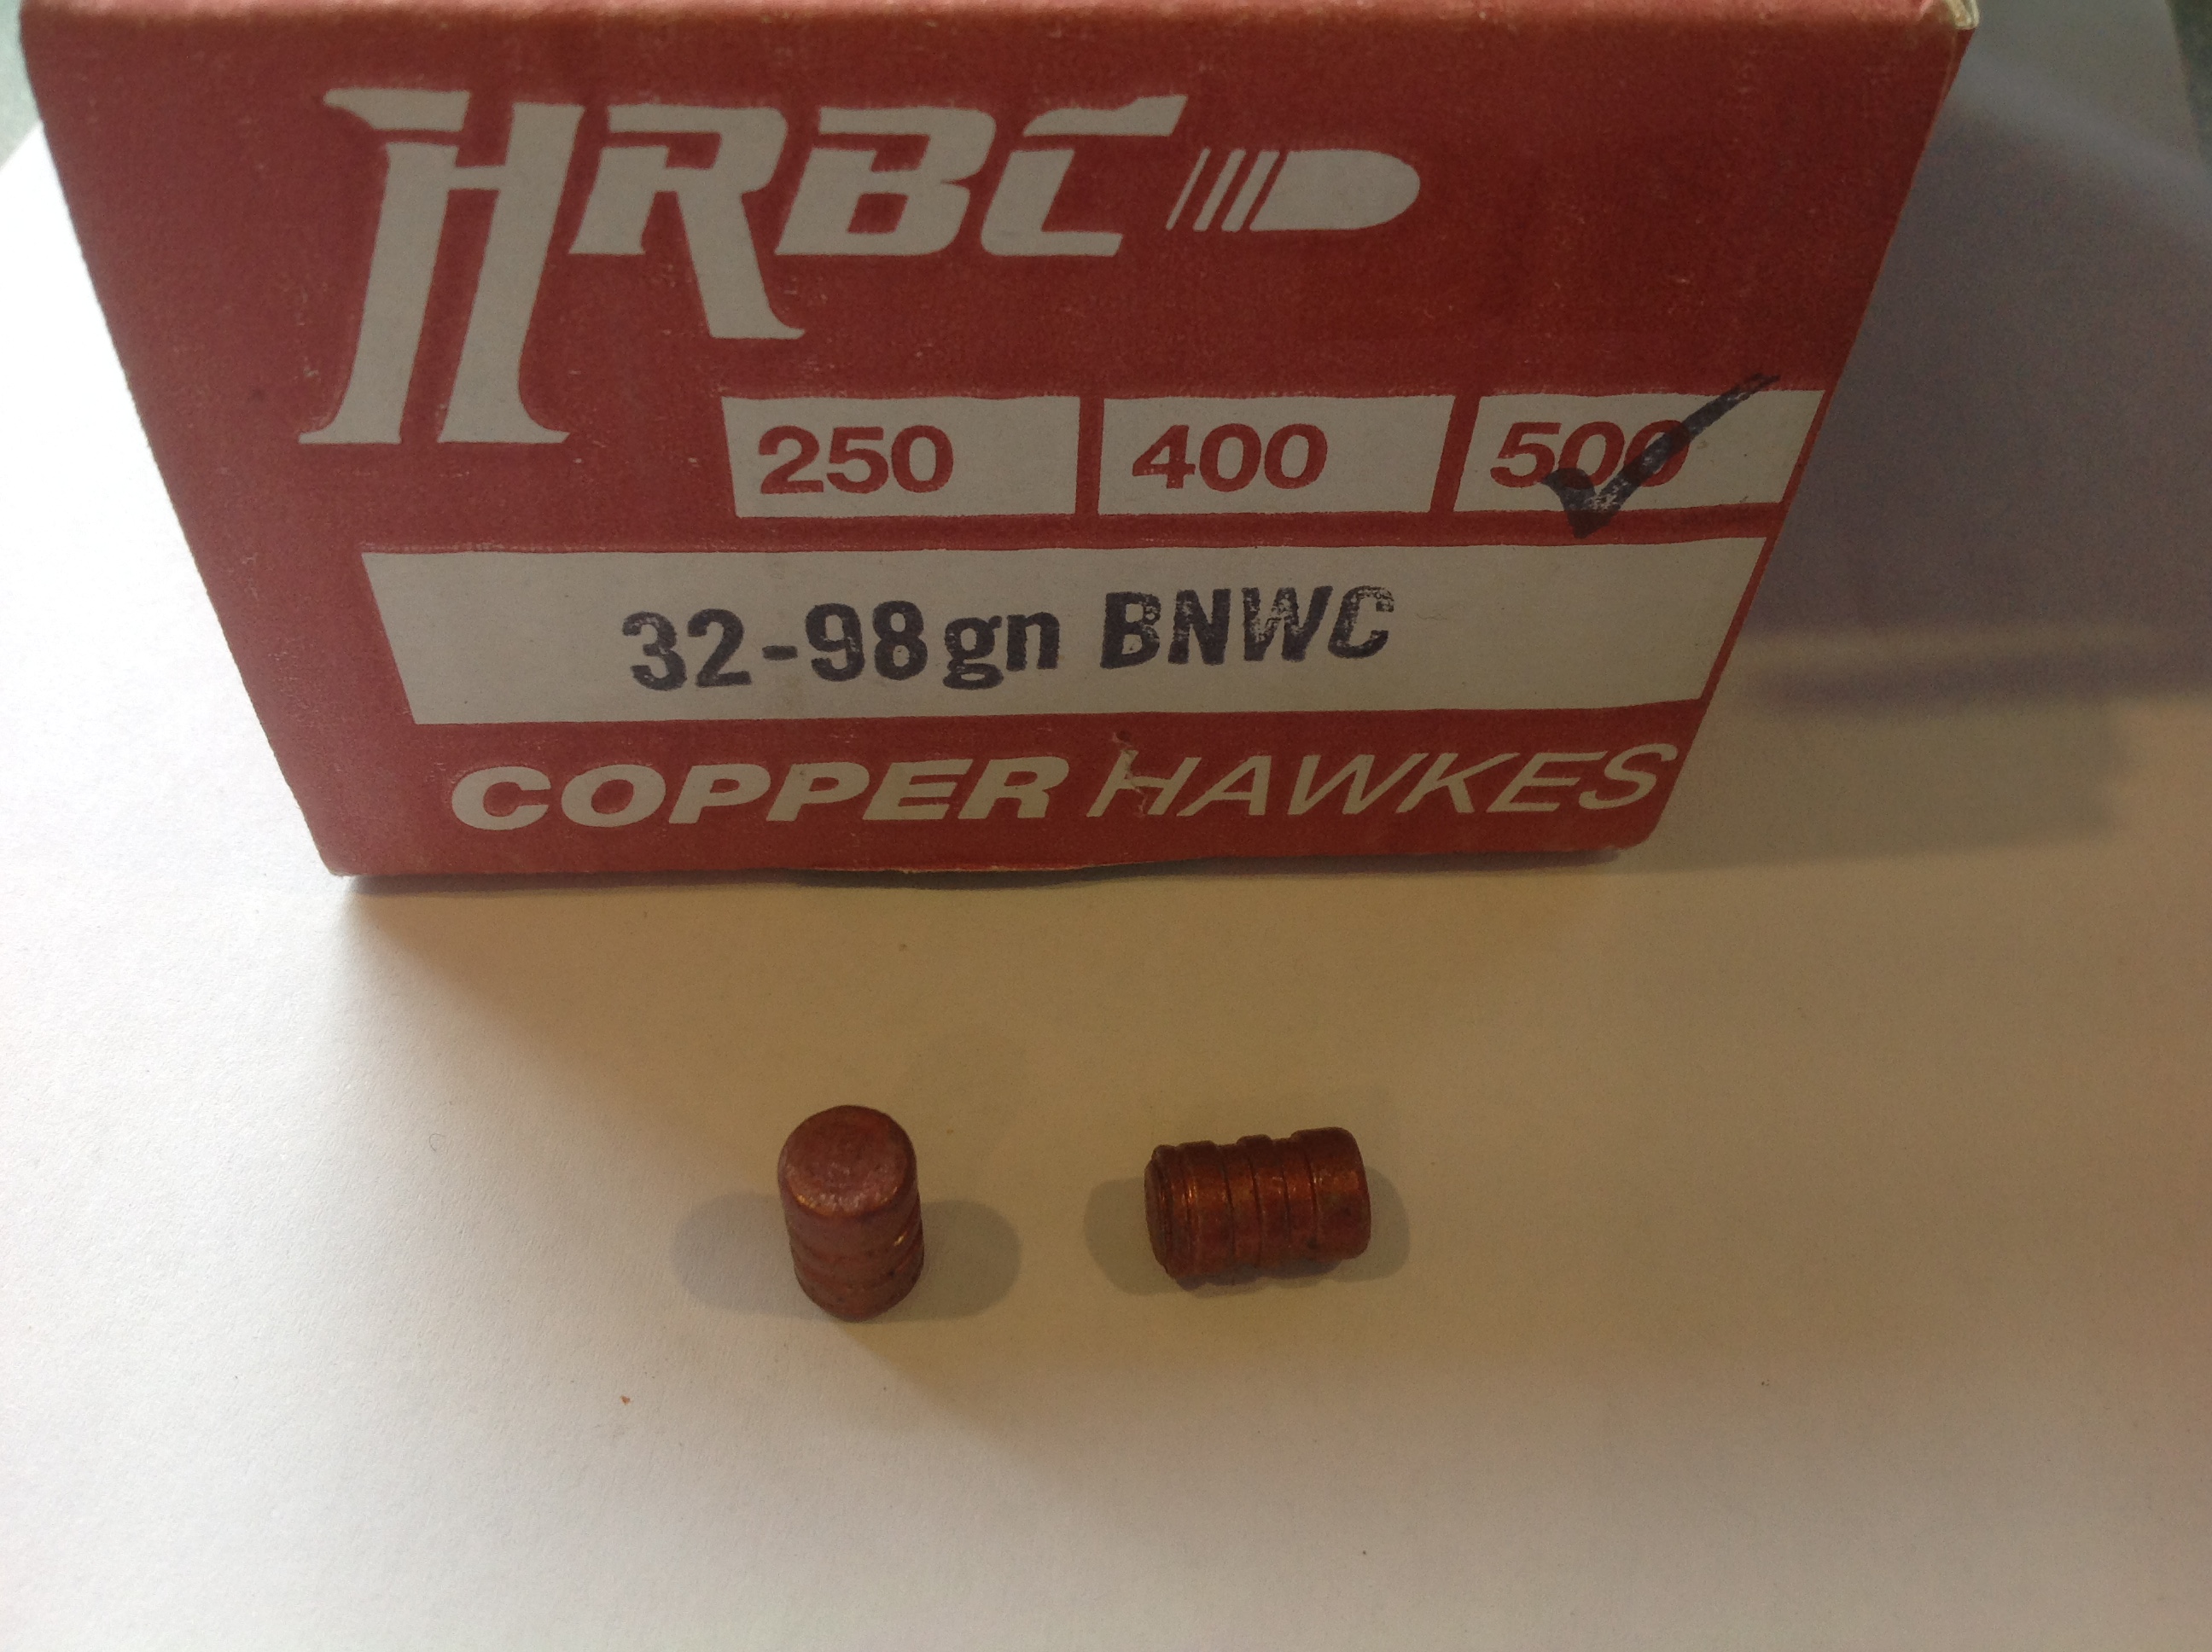 HRBC
250 400 500
32-98gn BNWC
COPPER HAWKES